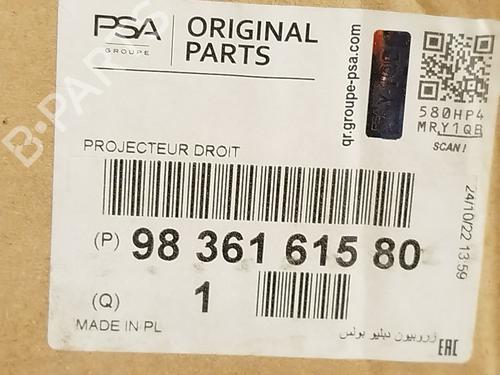 PSA
GROUPE
ORIGINAL
PARTS
qr.groupe-psa.com
580HP4
MRY1QB
SCAN!
PROJECTEUR DROIT
24/10/22 13:59
(P) 98 361 615 80
(Q) 1
MADE IN PL
EAC
B-PARTS